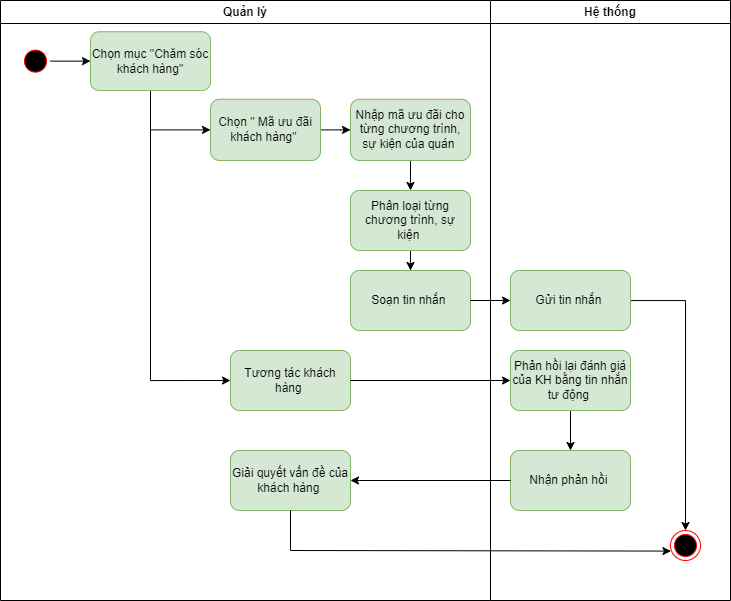 Quản lý
Hệ thống
Chọn mục "Chăm sóc
khách hàng"
Chọn " Mã ưu đãi
khách hàng"
Nhập mã ưu đãi cho
từng chương trình,
sự kiện của quán
Phân loại từng
chương trình, sự
kiện
Soạn tin nhắn
Gửi tin nhắn
Tương tác khách
hàng
Phản hồi lại đánh giá
của KH bằng tin nhắn
tư động
Giải quyết vấn đề của
khách hàng
Nhận phản hồi